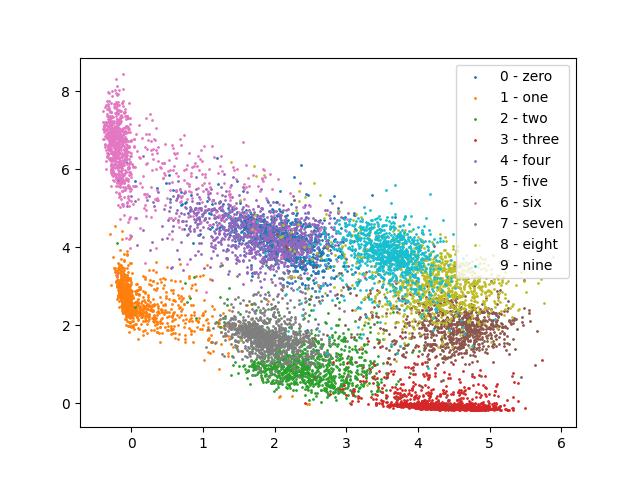 8
6
4
2
0
0 1 2 3 4 5 6
0 - zero
1 - one
2 - two
3 - three
4 - four
5 - five
6 - six
7 - seven
8 - eight
9 - nine